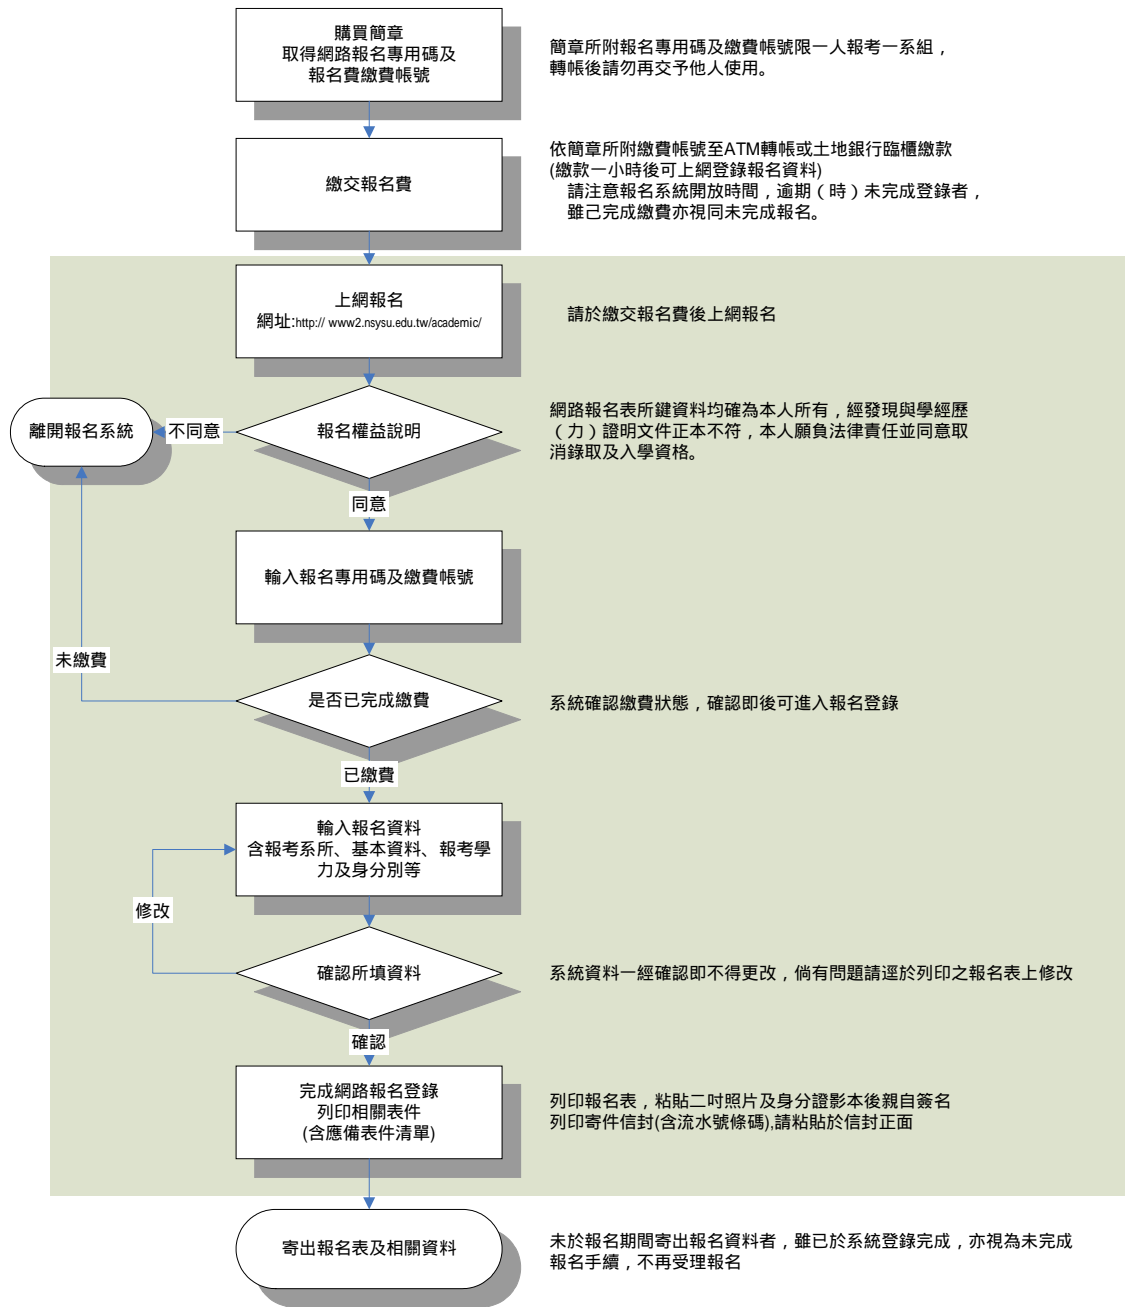 購買簡章
取得網路報名專用碼及
報名費繳費帳號
簡章所附報名專用碼及繳費帳號限一人報考一系組，
轉帳後請勿再交予他人使用。
繳交報名費
依簡章所附繳費帳號至ATM轉帳或土地銀行臨櫃繳款
(繳款一小時後可上網登錄報名資料)
請注意報名系統開放時間，逾期（時）未完成登錄者，
雖己完成繳費亦視同未完成報名。
上網報名
網址:http:// www2.nsysu.edu.tw/academic/
請於繳交報名費後上網報名
離開報名系統
不同意
報名權益說明
網路報名表所鍵資料均確為本人所有，經發現與學經歷
（力）證明文件正本不符，本人願負法律責任並同意取
消錄取及入學資格。
同意
輸入報名專用碼及繳費帳號
未繳費
是否已完成繳費
系統確認繳費狀態，確認即後可進入報名登錄
已繳費
輸入報名資料
含報考系所、基本資料、報考學
力及身分別等
修改
確認所填資料
系統資料一經確認即不得更改，倘有問題請逕於列印之報名表上修改
確認
完成網路報名登錄
列印相關表件
(含應備表件清單)
列印報名表，粘貼二吋照片及身分證影本後親自簽名
列印寄件信封(含流水號條碼),請粘貼於信封正面
寄出報名表及相關資料
未於報名期間寄出報名資料者，雖已於系統登錄完成，亦視為未完成
報名手續，不再受理報名